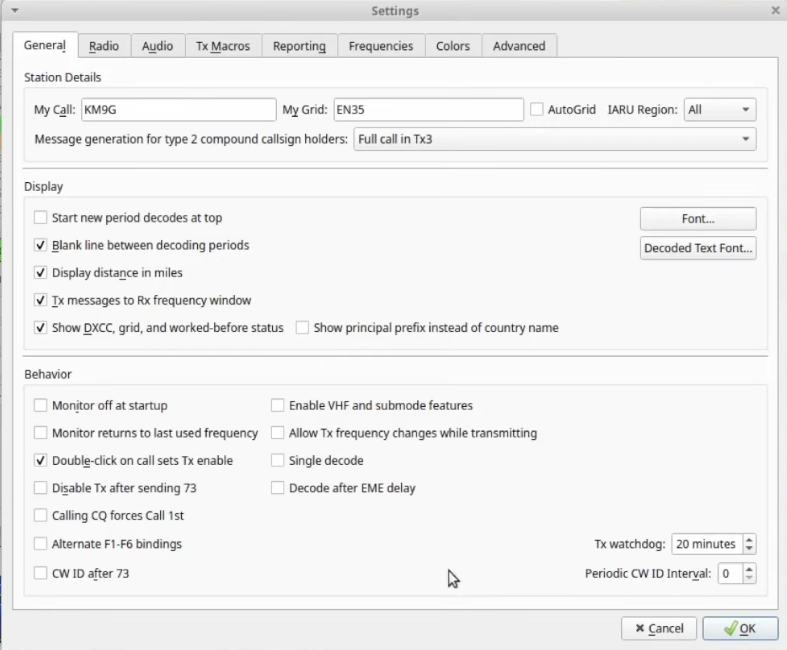 Settings
General Radio Audio Tx Macros Reporting Frequencies Colors Advanced
Station Details
My Call: KM9G My Grid: EN35 AutoGrid IARU Region: All
Message generation for type 2 compound callsign holders: Full call in Tx3
Display
Start new period decodes at top Font...
Blank line between decoding periods Decoded Text Font...
Display distance in miles
Tx messages to Rx frequency window
Show DXCC, grid, and worked-before status Show principal prefix instead of country name
Behavior
Monitor off at startup Enable VHF and submode features
Monitor returns to last used frequency Allow Tx frequency changes while transmitting
Double-click on call sets Tx enable Single decode
Disable Tx after sending 73 Decode after EME delay
Calling CQ forces Call 1st
Alternate F1-F6 bindings Tx watchdog: 20 minutes
CW ID after 73 Periodic CW ID Interval: 0
Cancel OK